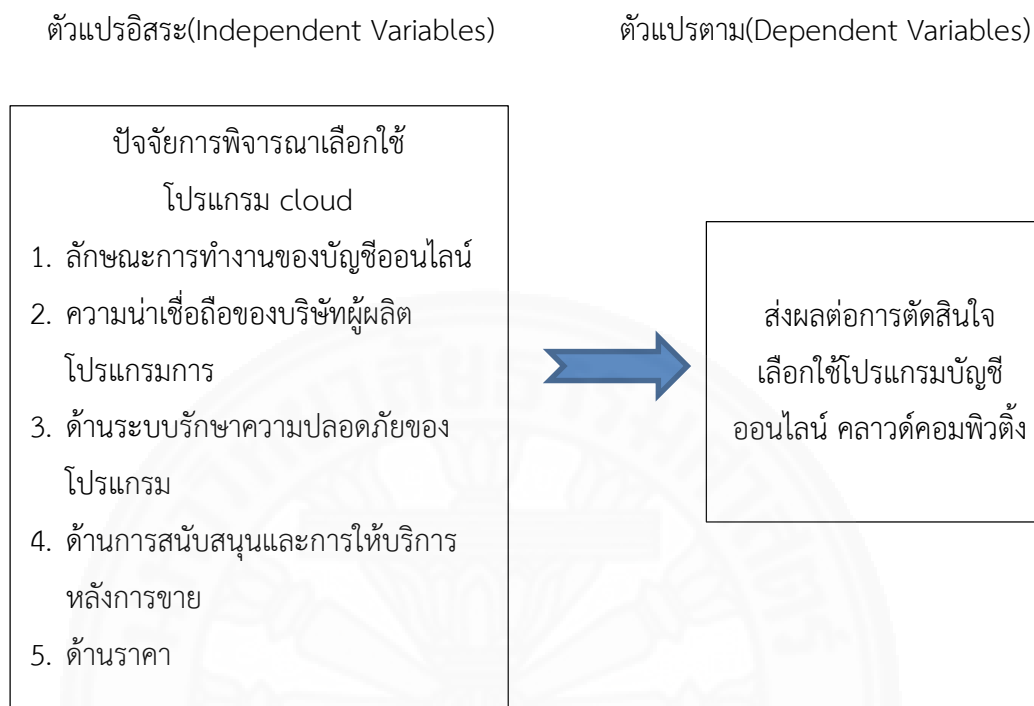 ตัวแปรอิสระ(Independent Variables)
ตัวแปรตาม(Dependent Variables)
ปัจจัยการพิจารณาเลือกใช้
โปรแกรม cloud
1. ลักษณะการทำงานของบัญชีออนไลน์
2. ความน่าเชื่อถือของบริษัทผู้ผลิต
โปรแกรมการ
3. ด้านระบบรักษาความปลอดภัยของ
โปรแกรม
4. ด้านการสนับสนุนและการให้บริการ
หลังการขาย
5. ด้านราคา
ส่งผลต่อการตัดสินใจ
เลือกใช้โปรแกรมบัญชี
ออนไลน์ คลาวด์คอมพิวติ้ง